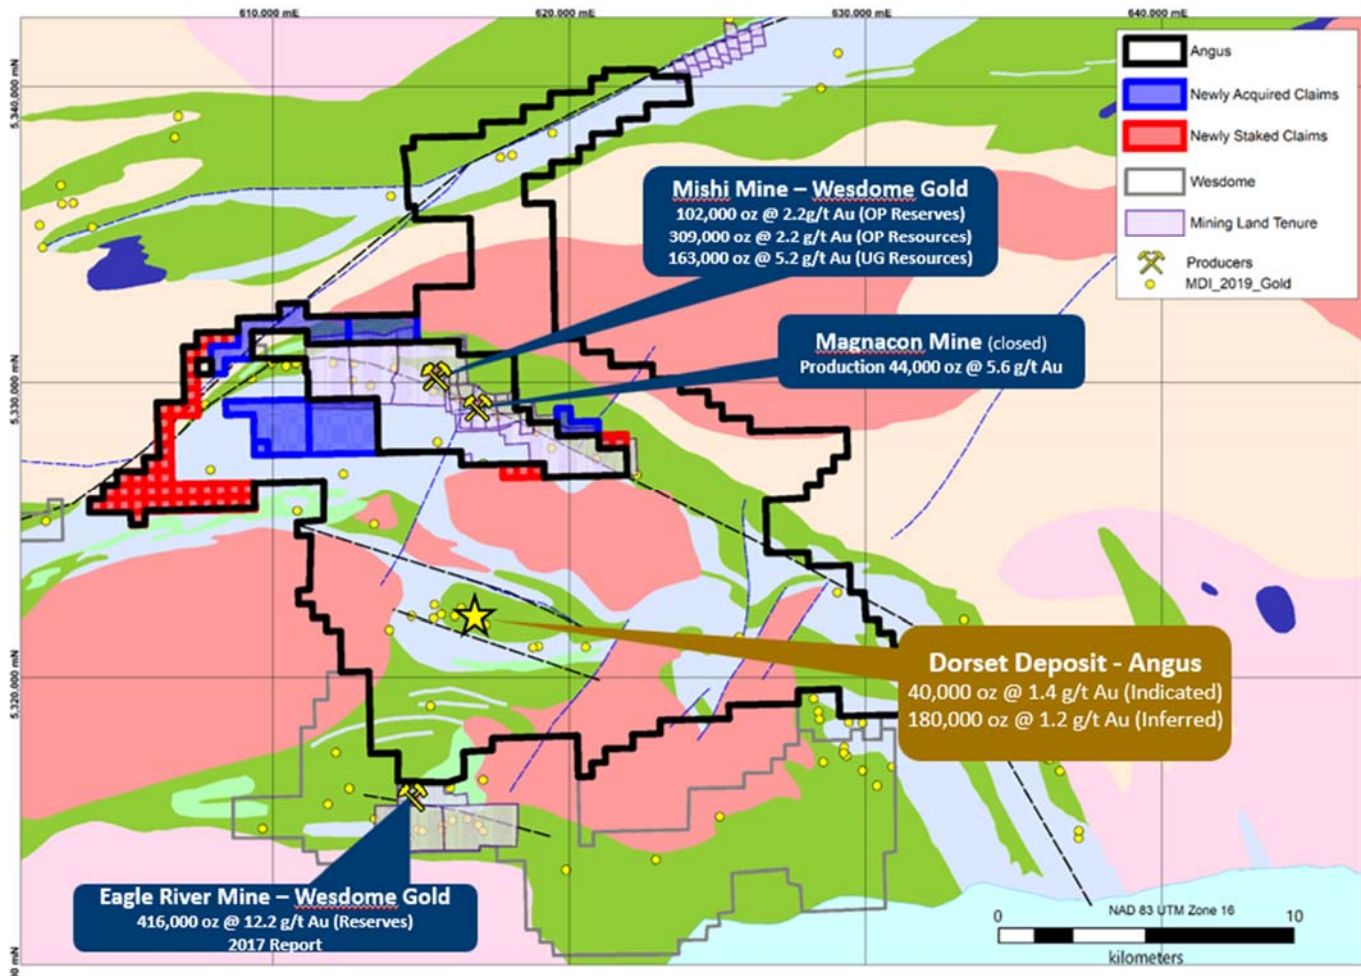 610,000 mE
620,000 mE
630,000 mE
640,000 mE
5,340,000 mN
5,330,000 mN
5,320,000 mN
Angus
Newly Acquired Claims
Newly Staked Claims
Wesdome
Mining Land Tenure
Producers
MDI_2019_Gold
Mishi Mine – Wesdome Gold
102,000 oz @ 2.2g/t Au (OP Reserves)
309,000 oz @ 2.2 g/t Au (OP Resources)
163,000 oz @ 5.2 g/t Au (UG Resources)
Magnacon Mine (closed)
Production 44,000 oz @ 5.6 g/t Au
Dorset Deposit - Angus
40,000 oz @ 1.4 g/t Au (Indicated)
180,000 oz @ 1.2 g/t Au (Inferred)
Eagle River Mine – Wesdome Gold
416,000 oz @ 12.2 g/t Au (Reserves)
2017 Report
NAD 83 UTM Zone 16
0 10
kilometers